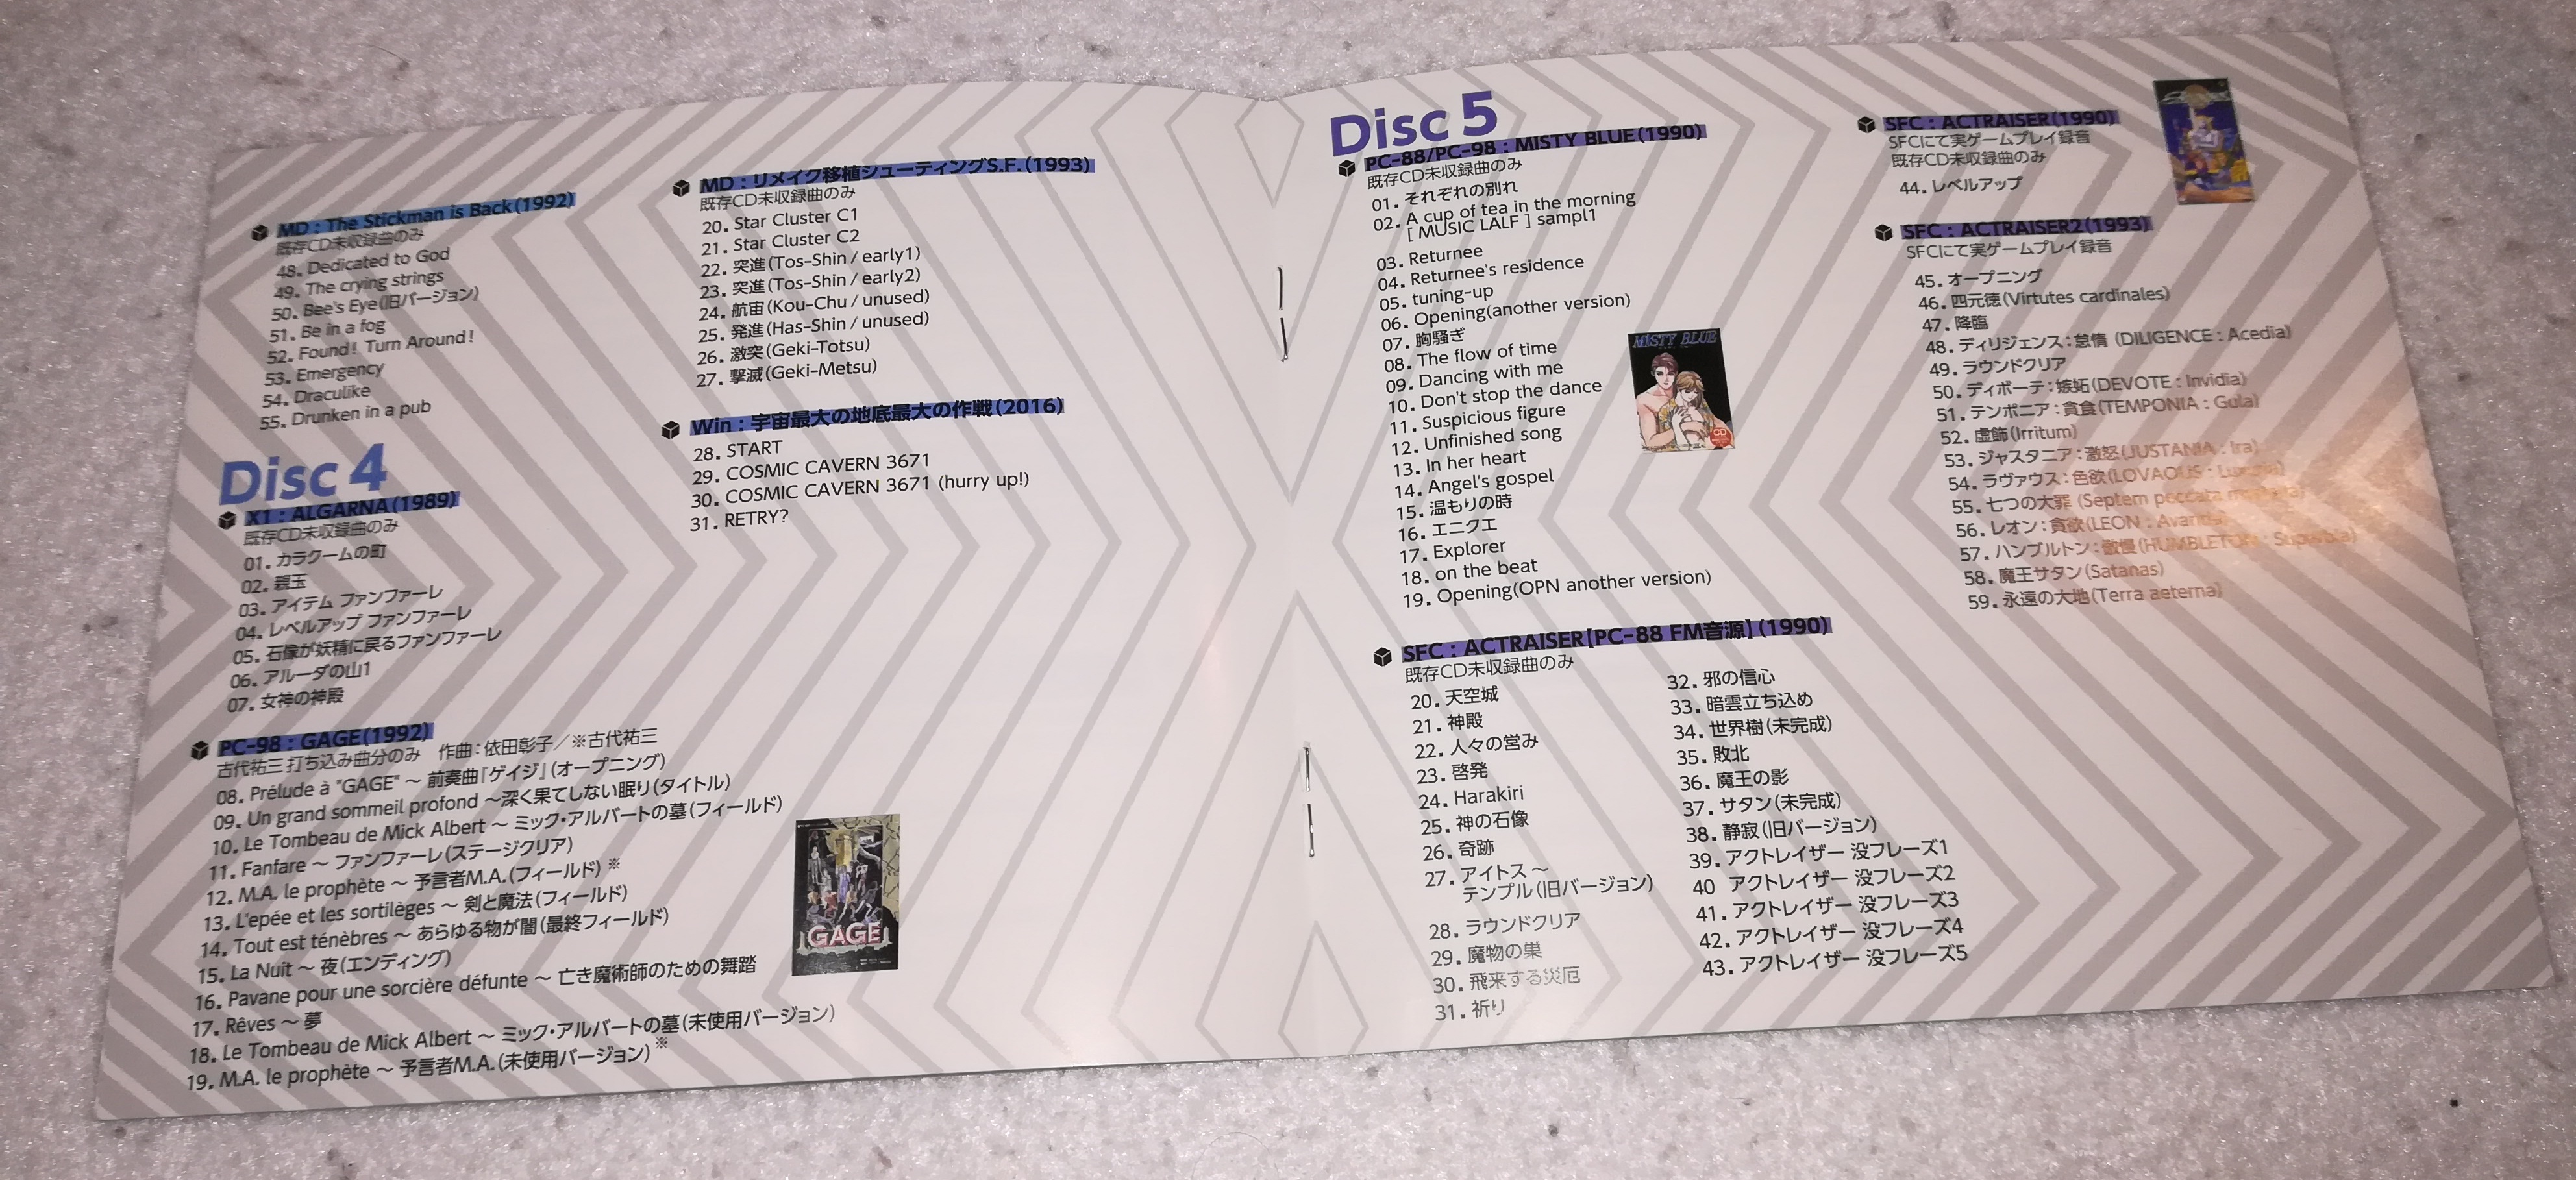 MD : The Stickman is Back(1992)
既存CD未収録曲のみ
48. Dedicated to God
49. The crying strings
50. Bee's Eye(旧バージョン)
51. Be in a fog
52. Found! Turn Around!
53. Emergency
54. Draculike
55. Drunken in a pub
Disc 4
X1 : ALGARNA(1989)
既存CD未収録曲のみ
01. カラクームの町
02. 親玉
03. アイテム ファンファーレ
04. レベルアップ ファンファーレ
05. 石像が妖精に戻るファンファーレ
06. アルーダの山1
07. 女神の神殿
PC-98 : GAGE(1992)
古代祐三 打ち込み曲分のみ 作曲：依田彰子／※古代祐三
08. Prélude à "GAGE" ～ 前奏曲『ゲイジ』(オープニング)
09. Un grand sommeil profond ～深く果てしない眠り(タイトル)
10. Le Tombeau de Mick Albert ～ ミック・アルバートの墓(フィールド)
11. Fanfare ～ ファンファーレ(ステージクリア)
12. M.A. le prophète ～ 予言者M.A.(フィールド) ※
13. L'epée et les sortilèges ～ 剣と魔法(フィールド)
14. Tout est ténèbres ～ あらゆる物が闇(最終フィールド)
15. La Nuit ～ 夜(エンディング)
16. Pavane pour une sorcière défunte ～ 亡き魔術師のための舞踏
17. Rêves ～ 夢
18. Le Tombeau de Mick Albert ～ ミック・アルバートの墓(未使用バージョン)
19. M.A. le prophète ～ 予言者M.A.(未使用バージョン) ※
GAGE
MD : リメイク移植シューティングS.F.(1993)
既存CD未収録曲のみ
20. Star Cluster C1
21. Star Cluster C2
22. 突進(Tos-Shin / early1)
23. 突進(Tos-Shin / early2)
24. 航宙(Kou-Chu / unused)
25. 発進(Has-Shin / unused)
26. 激突(Geki-Totsu)
27. 撃滅(Geki-Metsu)
Win : 宇宙最大の地底最大の作戦(2016)
28. START
29. COSMIC CAVERN 3671
30. COSMIC CAVERN 3671 (hurry up!)
31. RETRY?
Disc 5
PC-88/PC-98 : MISTY BLUE(1990)
既存CD未収録曲のみ
01. それぞれの別れ
02. A cup of tea in the morning
[ MUSIC LALF ] sampl1
03. Returnee
04. Returnee's residence
05. tuning-up
06. Opening(another version)
07. 胸騒ぎ
08. The flow of time
09. Dancing with me
10. Don't stop the dance
11. Suspicious figure
12. Unfinished song
13. In her heart
14. Angel's gospel
15. 温もりの時
16. エニクエ
17. Explorer
18. on the beat
19. Opening(OPN another version)
MISTY BLUE
CD
SFC : ACTRAISER[PC-88 FM音源](1990)
既存CD未収録曲のみ
20. 天空城
21. 神殿
22. 人々の営み
23. 啓発
24. Harakiri
25. 神の石像
26. 奇跡
27. アイトス～
テンプル(旧バージョン)
28. ラウンドクリア
29. 魔物の巣
30. 飛来する災厄
31. 祈り
32. 邪の信心
33. 暗雲立ち込め
34. 世界樹(未完成)
35. 敗北
36. 魔王の影
37. サタン(未完成)
38. 静寂(旧バージョン)
39. アクトレイザー 没フレーズ1
40 アクトレイザー 没フレーズ2
41. アクトレイザー 没フレーズ3
42. アクトレイザー 没フレーズ4
43. アクトレイザー 没フレーズ5
SFC : ACTRAISER(1990)
SFCにて実ゲームプレイ録音
既存CD未収録曲のみ
44. レベルアップ
SFC : ACTRAISER2(1993)
SFCにて実ゲームプレイ録音
45. オープニング
46. 四元徳(Virtutes cardinales)
47. 降臨
48. ディリジェンス：怠惰 (DILIGENCE : Acedia)
49. ラウンドクリア
50. ディボーテ：嫉妬(DEVOTE : Invidia)
51. テンポニア：貪食(TEMPONIA : Gula)
52. 虚飾(Irritum)
53. ジャスタニア：激怒(JUSTANIA : Ira)
54. ラヴァウス：色欲(LOVAOUS : Luxuria)
55. 七つの大罪 (Septem peccata mortalia)
56. レオン：貪欲(LEON : Avaritia)
57. ハンブルトン：傲慢(HUMBLETON : Superbia)
58. 魔王サタン(Satanas)
59. 永遠の大地(Terra aeterna)